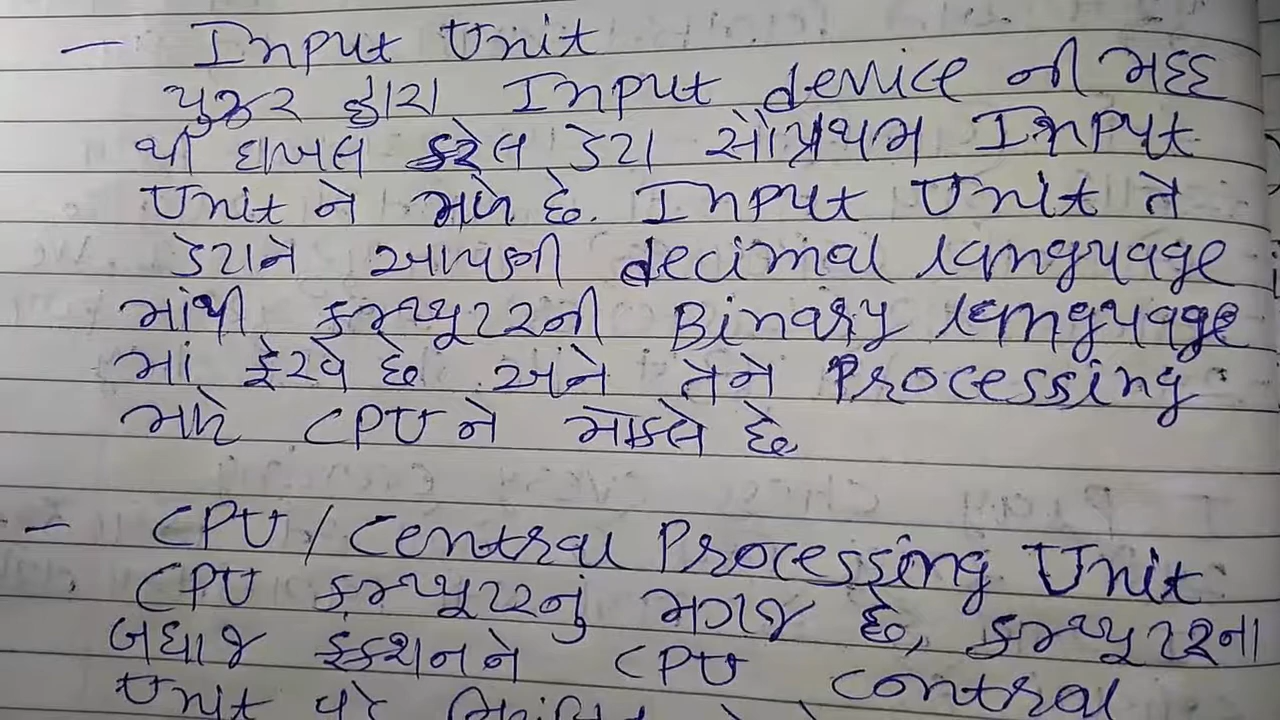 - Input Unit
યુઝર દ્વારા Input device ની મદદ
થી દાખલ કરેલ ડેટા સૌપ્રથમ Input
Unit ને મળે છે. Input Unit તે
ડેટાને આપણી decimal language
માંથી કમ્પ્યૂટરની Binary language
માં ફેરવે છે અને તેને Processing
માટે CPU ને મોકલે છે
- CPU / Central Processing Unit
CPU કમ્પ્યૂટરનું મગજ છે, કમ્પ્યૂટરના
બધાજ ફંક્શનને CPU Control
Unit